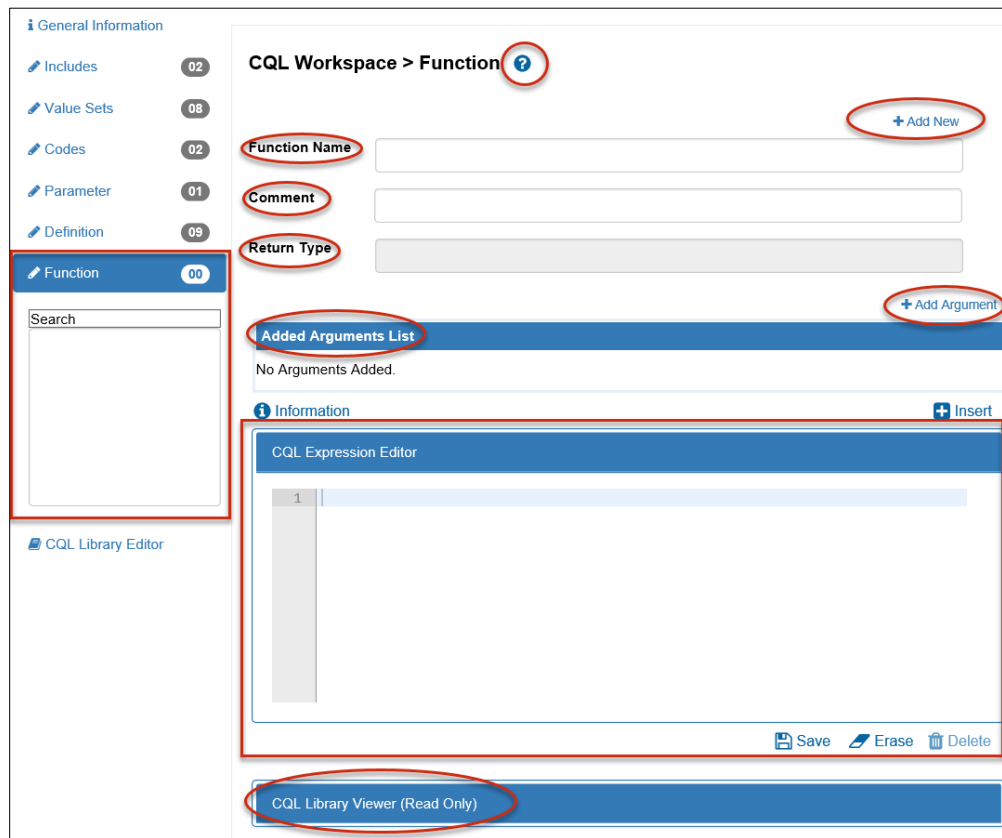 General Information
Includes 02
Value Sets 08
Codes 02
Parameter 01
Definition 09
Function 00
Search
CQL Library Editor
CQL Workspace > Function ?
+ Add New
Function Name
Comment
Return Type
+ Add Argument
Added Arguments List
No Arguments Added.
Information
Insert
CQL Expression Editor
1
Save Erase Delete
CQL Library Viewer (Read Only)